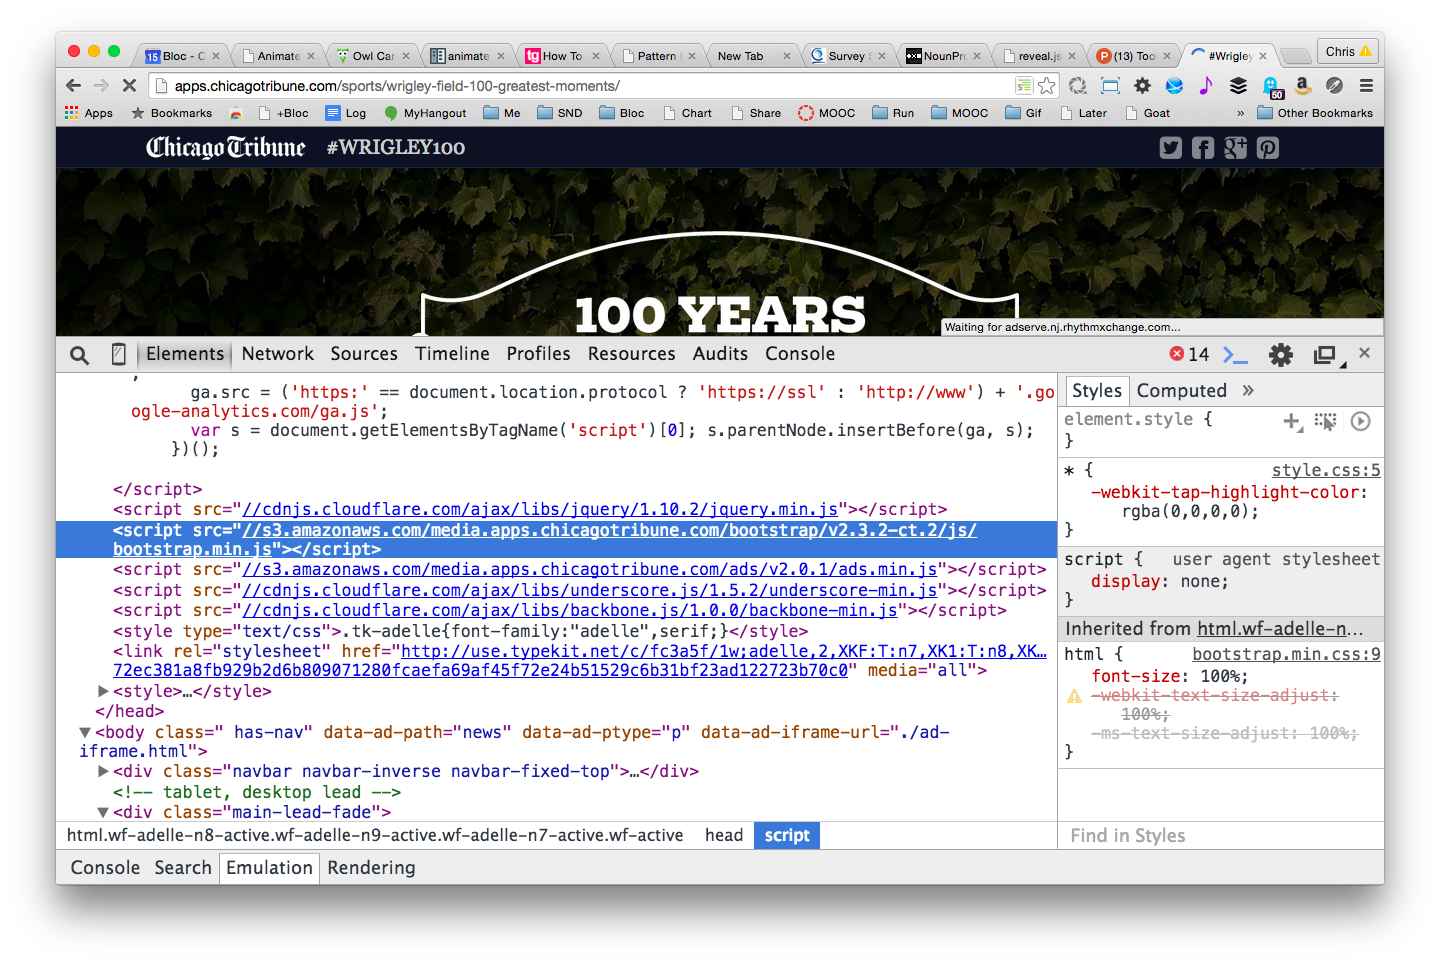 15 Bloc - C
Animate
Owl Car
animate
tg How To
Pattern
New Tab
Survey
NounPro
reveal.js
P (13) Too
#Wrigley
Chris
apps.chicagotribune.com/sports/wrigley-field-100-greatest-moments/
50
Apps
Bookmarks
+Bloc
Log
MyHangout
Me
SND
Bloc
Chart
Share
MOOC
Run
MOOC
Gif
Later
Goat
»
Other Bookmarks
Chicago Tribune
#WRIGLEY100
100 YEARS
Waiting for adserve.nj.rhythmxchange.com...
Elements Network Sources Timeline Profiles Resources Audits Console
14
;
ga.src = ('https:' == document.location.protocol ? 'https://ssl' : 'http://www') + '.go
ogle-analytics.com/ga.js';
var s = document.getElementsByTagName('script')[0]; s.parentNode.insertBefore(ga, s);
})();
</script>
<script src="//cdnjs.cloudflare.com/ajax/libs/jquery/1.10.2/jquery.min.js"></script>
<script src="//s3.amazonaws.com/media.apps.chicagotribune.com/bootstrap/v2.3.2-ct.2/js/
bootstrap.min.js"></script>
<script src="//s3.amazonaws.com/media.apps.chicagotribune.com/ads/v2.0.1/ads.min.js"></script>
<script src="//cdnjs.cloudflare.com/ajax/libs/underscore.js/1.5.2/underscore-min.js"></script>
<script src="//cdnjs.cloudflare.com/ajax/libs/backbone.js/1.0.0/backbone-min.js"></script>
<style type="text/css">.tk-adelle{font-family:"adelle",serif;}</style>
<link rel="stylesheet" href="http://use.typekit.net/c/fc3a5f/1w;adelle,2,XKF:T:n7,XK1:T:n8,XK…
72ec381a8fb929b2d6b809071280fcaefa69af45f72e24b51529c6b31bf23ad122723b70c0" media="all">
<style>…</style>
</head>
<body class=" has-nav" data-ad-path="news" data-ad-ptype="p" data-ad-iframe-url="./ad-
iframe.html">
<div class="navbar navbar-inverse navbar-fixed-top">…</div>
<!-- tablet, desktop lead -->
<div class="main-lead-fade">
html.wf-adelle-n8-active.wf-adelle-n9-active.wf-adelle-n7-active.wf-active head script
Console Search Emulation Rendering
Styles Computed »
element.style {
}
* { style.css:5
-webkit-tap-highlight-color:
rgba(0,0,0,0);
}
script { user agent stylesheet
display: none;
}
Inherited from html.wf-adelle-n…
html { bootstrap.min.css:9
font-size: 100%;
-webkit-text-size-adjust:
100%;
-ms-text-size-adjust: 100%;
}
Find in Styles